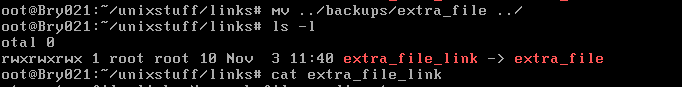 oot@Bry021:~/unixstuff/links# mv ../backups/extra_file ../
oot@Bry021:~/unixstuff/links# ls -l
otal 0
rwxrwxrwx 1 root root 10 Nov  3 11:40 extra_file_link -> extra_file
oot@Bry021:~/unixstuff/links# cat extra_file_link